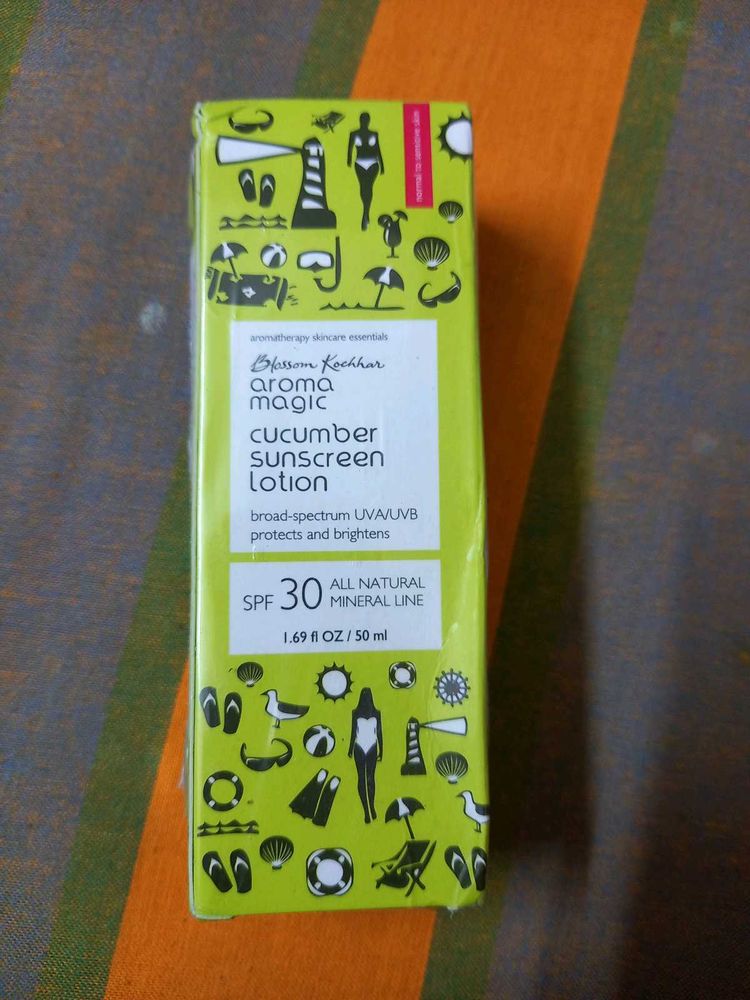 normal to sensitive skin
aromatherapy skincare essentials
Blossom Kochhar
aroma
magic
cucumber
sunscreen
lotion
broad-spectrum UVA/UVB
protects and brightens
SPF 30 ALL NATURAL
MINERAL LINE
1.69 fl OZ / 50 ml